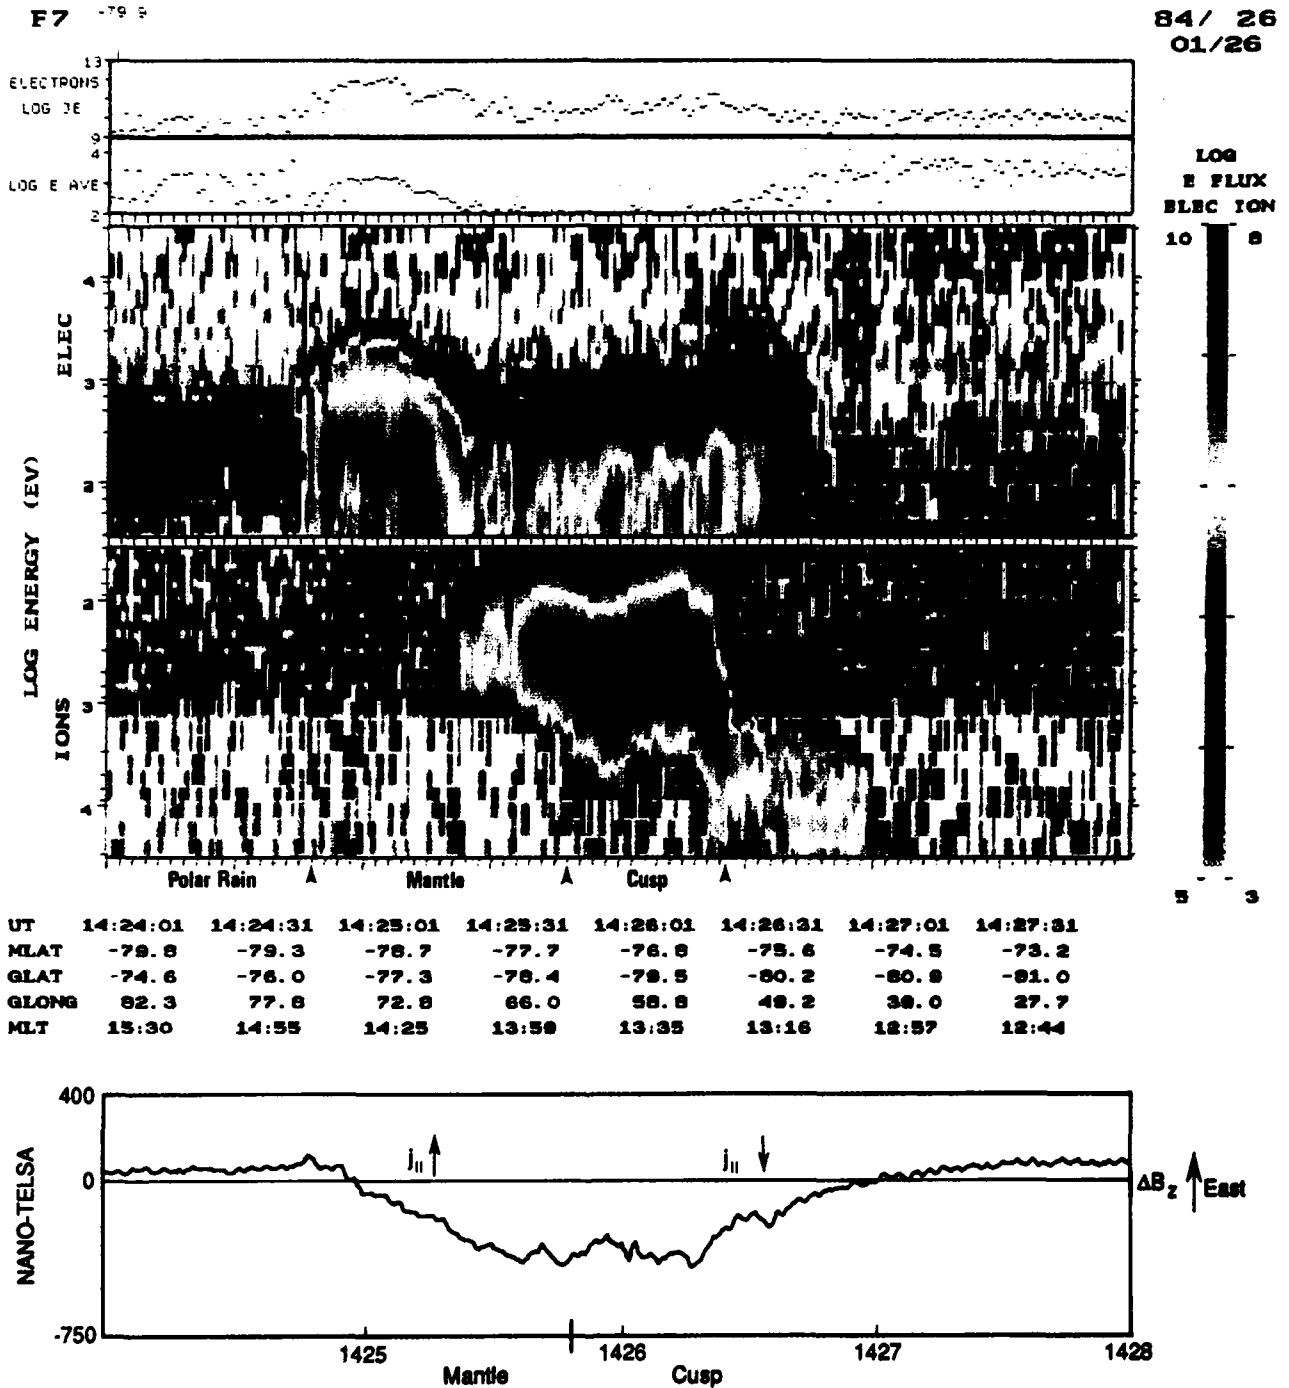 F7 -79.9
84/ 26
01/26
13
ELECTRONS
LOG JE
9
4
LOG E AVE
2
LOG
E FLUX
ELEC ION
10 8
4
ELEC
3
2
LOG ENERGY (EV)
2
IONS
3
4
5 3
Polar Rain Mantle Cusp
UT 14:24:01 14:24:31 14:25:01 14:25:31 14:26:01 14:26:31 14:27:01 14:27:31
MLAT -79.8 -79.3 -78.7 -77.7 -76.8 -75.6 -74.5 -73.2
GLAT -74.6 -76.0 -77.3 -78.4 -79.5 -80.2 -80.9 -81.0
GLONG 82.3 77.8 72.8 66.0 58.8 49.2 39.0 27.7
MLT 15:30 14:55 14:25 13:59 13:35 13:16 12:57 12:44
400
j||
j||
0
ΔBz
East
NANO-TELSA
-750
1425 1426 1427 1428
Mantle Cusp